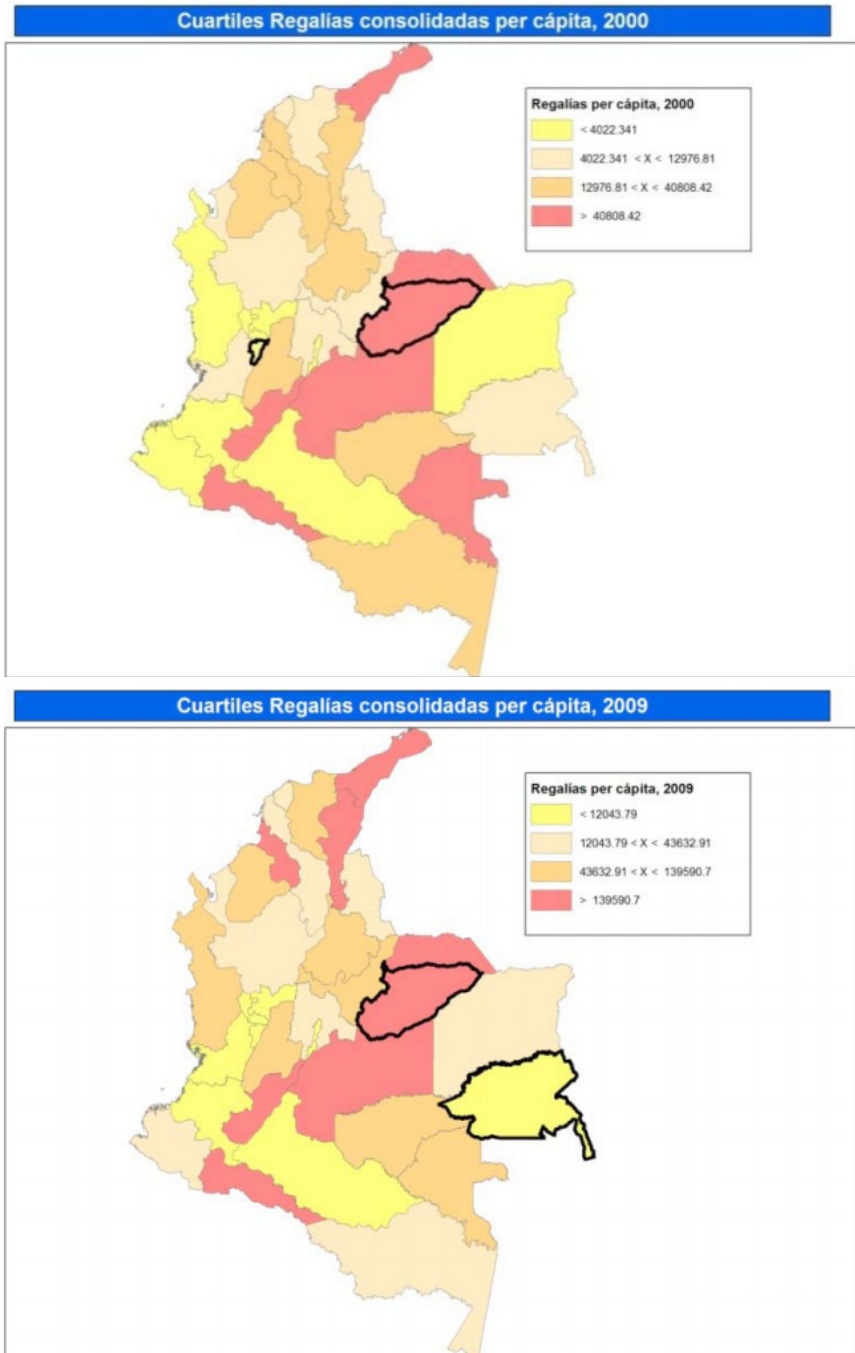 Cuartiles Regalías consolidadas per cápita, 2000
Regalías per cápita, 2000
< 4022.341
4022.341 < X < 12976.81
12976.81 < X < 40808.42
> 40808.42
Cuartiles Regalías consolidadas per cápita, 2009
Regalías per cápita, 2009
< 12043.79
12043.79 < X < 43632.91
43632.91 < X < 139590.7
> 139590.7